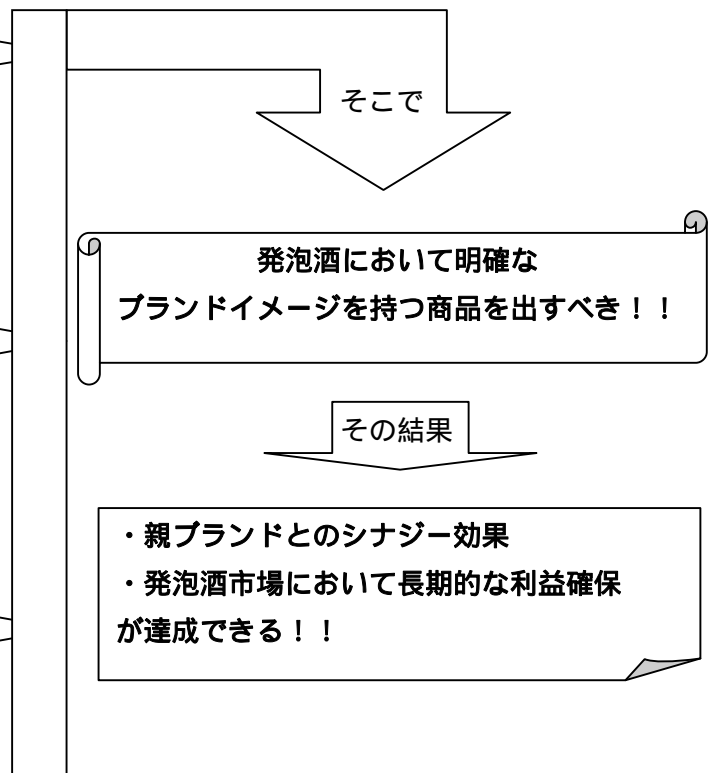 そこで
発泡酒において明確な
ブランドイメージを持つ商品を出すべき！！
その結果
・親ブランドとのシナジー効果
・発泡酒市場において長期的な利益確保
が達成できる！！